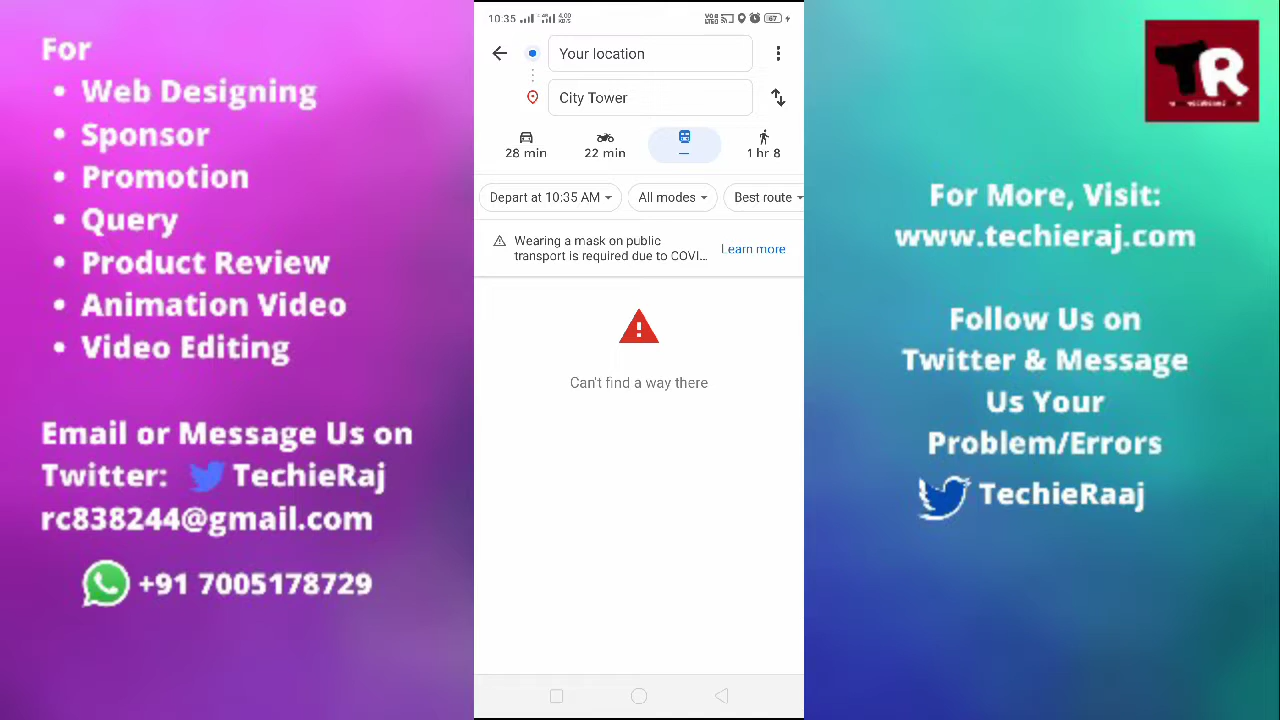 For
• Web Designing
• Sponsor
• Promotion
• Query
• Product Review
• Animation Video
• Video Editing
Email or Message Us on
Twitter: TechieRaj
rc838244@gmail.com
+91 7005178729
10:35
67
Your location
City Tower
28 min
22 min
—
1 hr 8
Depart at 10:35 AM
All modes
Best route
Wearing a mask on public
transport is required due to COVI...
Learn more
Can't find a way there
TR
For More, Visit:
www.techieraj.com
Follow Us on
Twitter & Message
Us Your
Problem/Errors
TechieRaaj